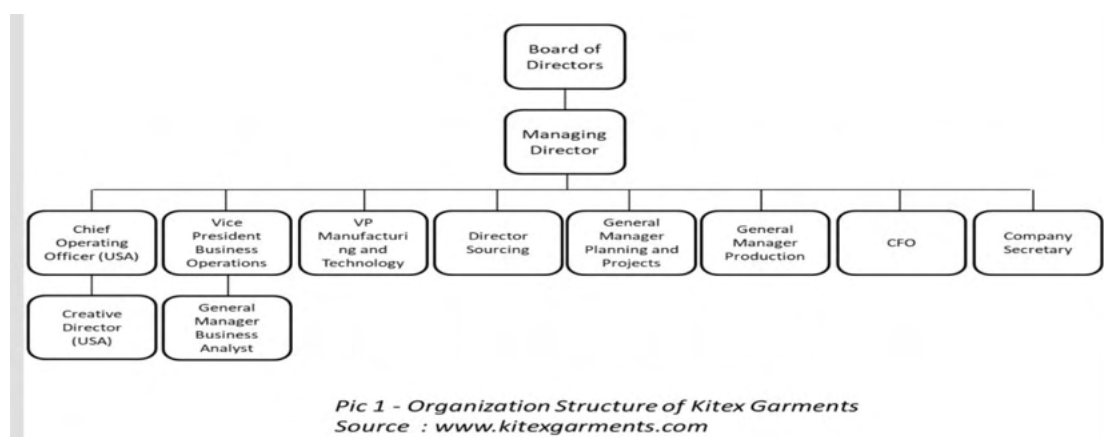 Board of
Directors
Managing
Director
Chief
Operating
Officer (USA)
Vice
President
Business
Operations
VP
Manufacturi
ng and
Technology
Director
Sourcing
General
Manager
Planning and
Projects
General
Manager
Production
CFO
Company
Secretary
Creative
Director
(USA)
General
Manager
Business
Analyst
Pic 1 - Organization Structure of Kitex Garments
Source : www.kitexgarments.com